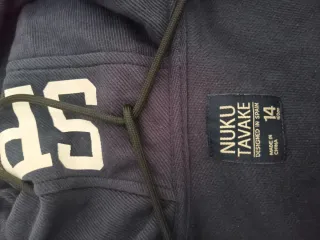 NUKU
TAVAKE
DESIGNED IN SPAIN
14
MADE IN
CHINA